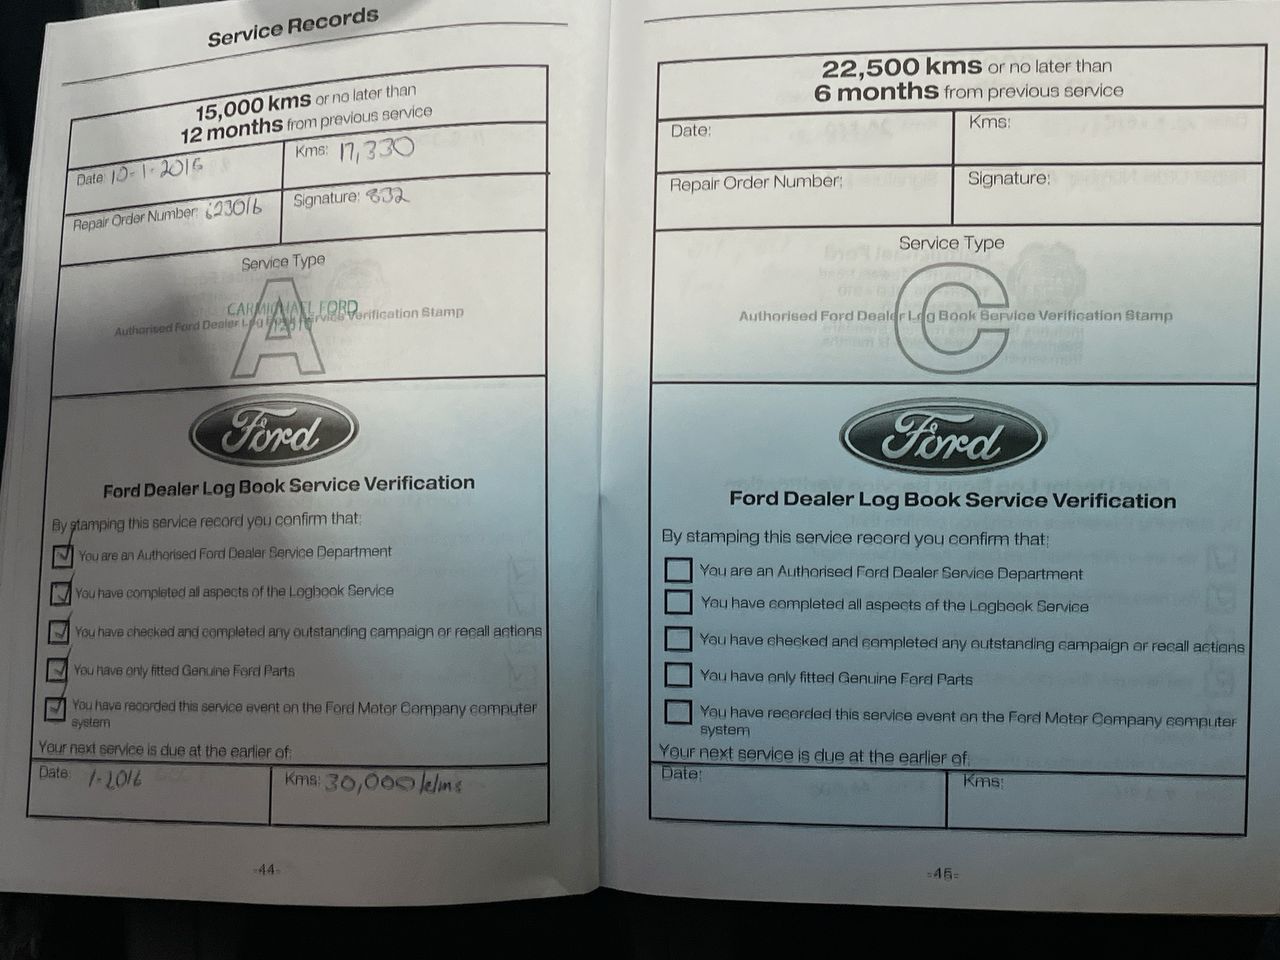 Service Records
15,000 kms or no later than
12 months from previous service
Date: 10-1-2015
Kms: 17,330
Repair Order Number: 623016
Signature: 832
Service Type
A
CARMICHAEL FORD
Authorised Ford Dealer Log Book Service Verification Stamp
Ford
Ford Dealer Log Book Service Verification
By stamping this service record you confirm that:
You are an Authorised Ford Dealer Service Department
You have completed all aspects of the Logbook Service
You have checked and completed any outstanding campaign or recall actions
You have only fitted Genuine Ford Parts
You have recorded this service event on the Ford Motor Company computer
system
Your next service is due at the earlier of:
Date: 1-2016
Kms: 30,000 klms
-44-
22,500 kms or no later than
6 months from previous service
Date:
Kms:
Repair Order Number:
Signature:
Service Type
C
Authorised Ford Dealer Log Book Service Verification Stamp
Ford
Ford Dealer Log Book Service Verification
By stamping this service record you confirm that:
You are an Authorised Ford Dealer Service Department
You have completed all aspects of the Logbook Service
You have checked and completed any outstanding campaign or recall actions
You have only fitted Genuine Ford Parts
You have recorded this service event on the Ford Motor Company computer
system
Your next service is due at the earlier of:
Date:
Kms:
-45-